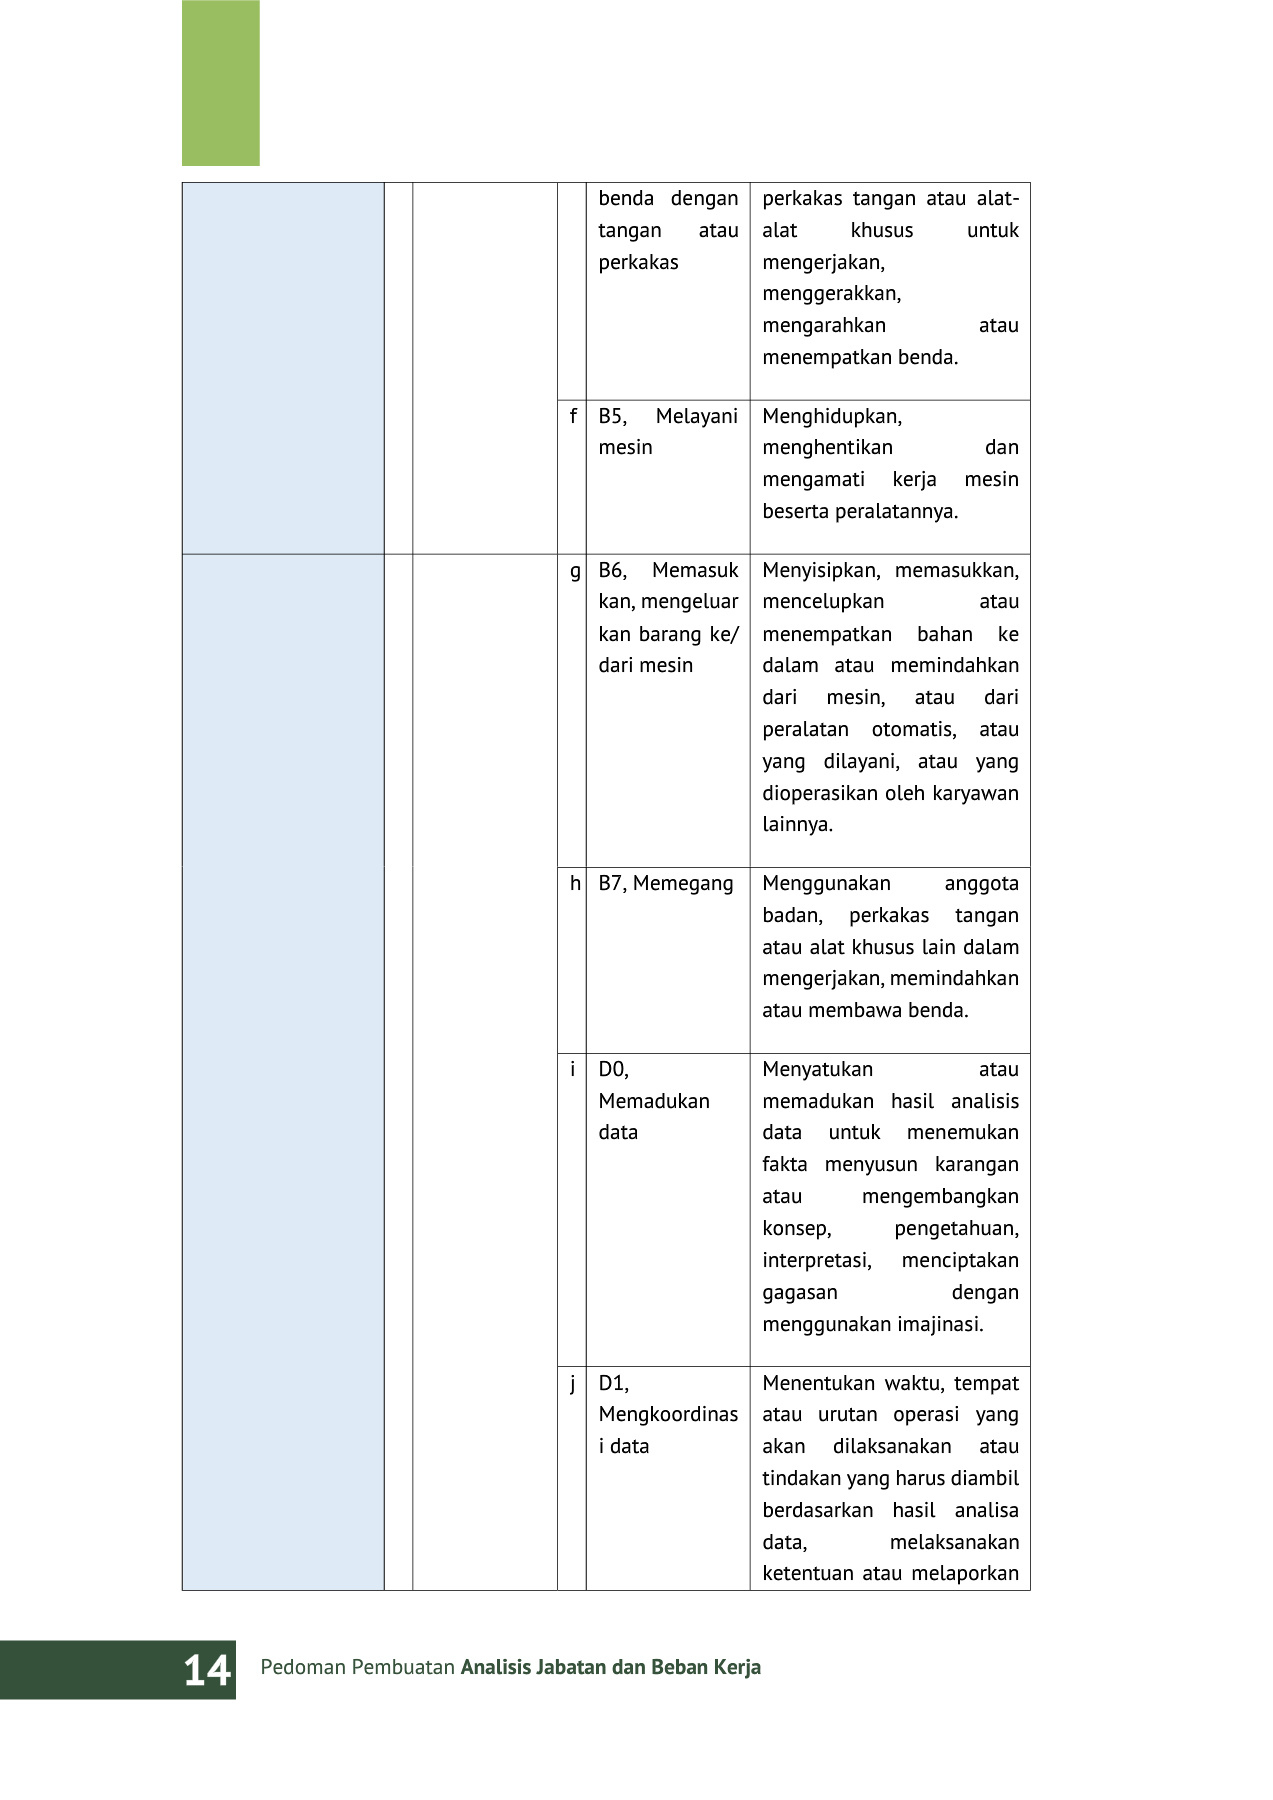 benda dengan
tangan atau
perkakas
perkakas tangan atau alat-
alat khusus untuk
mengerjakan,
menggerakkan,
mengarahkan atau
menempatkan benda.
f
B5, Melayani
mesin
Menghidupkan,
menghentikan dan
mengamati kerja mesin
beserta peralatannya.
g
B6, Memasuk
kan, mengeluar
kan barang ke/
dari mesin
Menyisipkan, memasukkan,
mencelupkan atau
menempatkan bahan ke
dalam atau memindahkan
dari mesin, atau dari
peralatan otomatis, atau
yang dilayani, atau yang
dioperasikan oleh karyawan
lainnya.
h
B7, Memegang
Menggunakan anggota
badan, perkakas tangan
atau alat khusus lain dalam
mengerjakan, memindahkan
atau membawa benda.
i
D0,
Memadukan
data
Menyatukan atau
memadukan hasil analisis
data untuk menemukan
fakta menyusun karangan
atau mengembangkan
konsep, pengetahuan,
interpretasi, menciptakan
gagasan dengan
menggunakan imajinasi.
j
D1,
Mengkoordinas
i data
Menentukan waktu, tempat
atau urutan operasi yang
akan dilaksanakan atau
tindakan yang harus diambil
berdasarkan hasil analisa
data, melaksanakan
ketentuan atau melaporkan
14
Pedoman Pembuatan Analisis Jabatan dan Beban Kerja